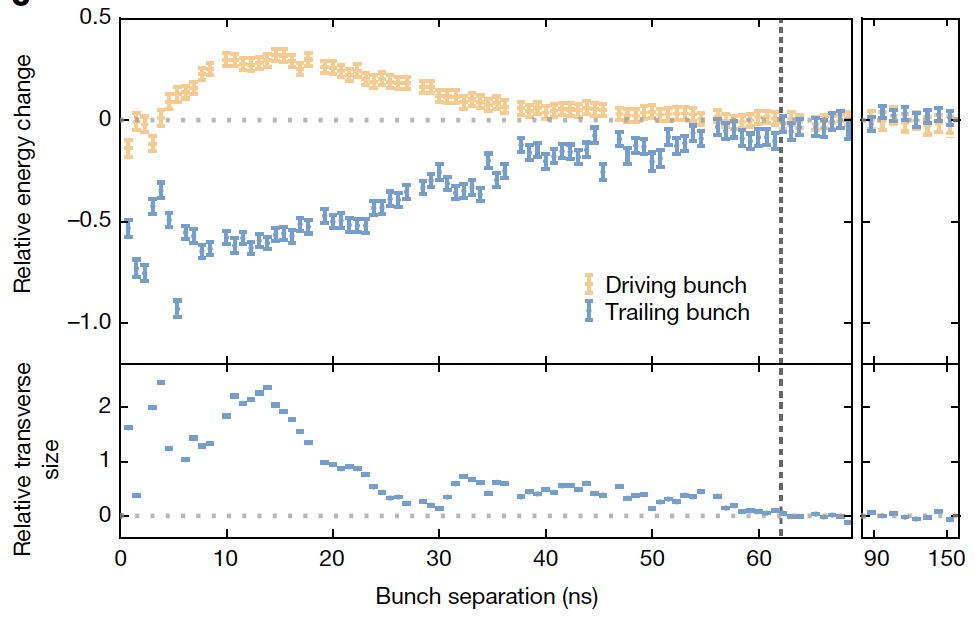 0.5
0
−0.5
−1.0
Relative energy change
Driving bunch
Trailing bunch
2
1
0
Relative transverse
size
0 10 20 30 40 50 60 90 150
Bunch separation (ns)